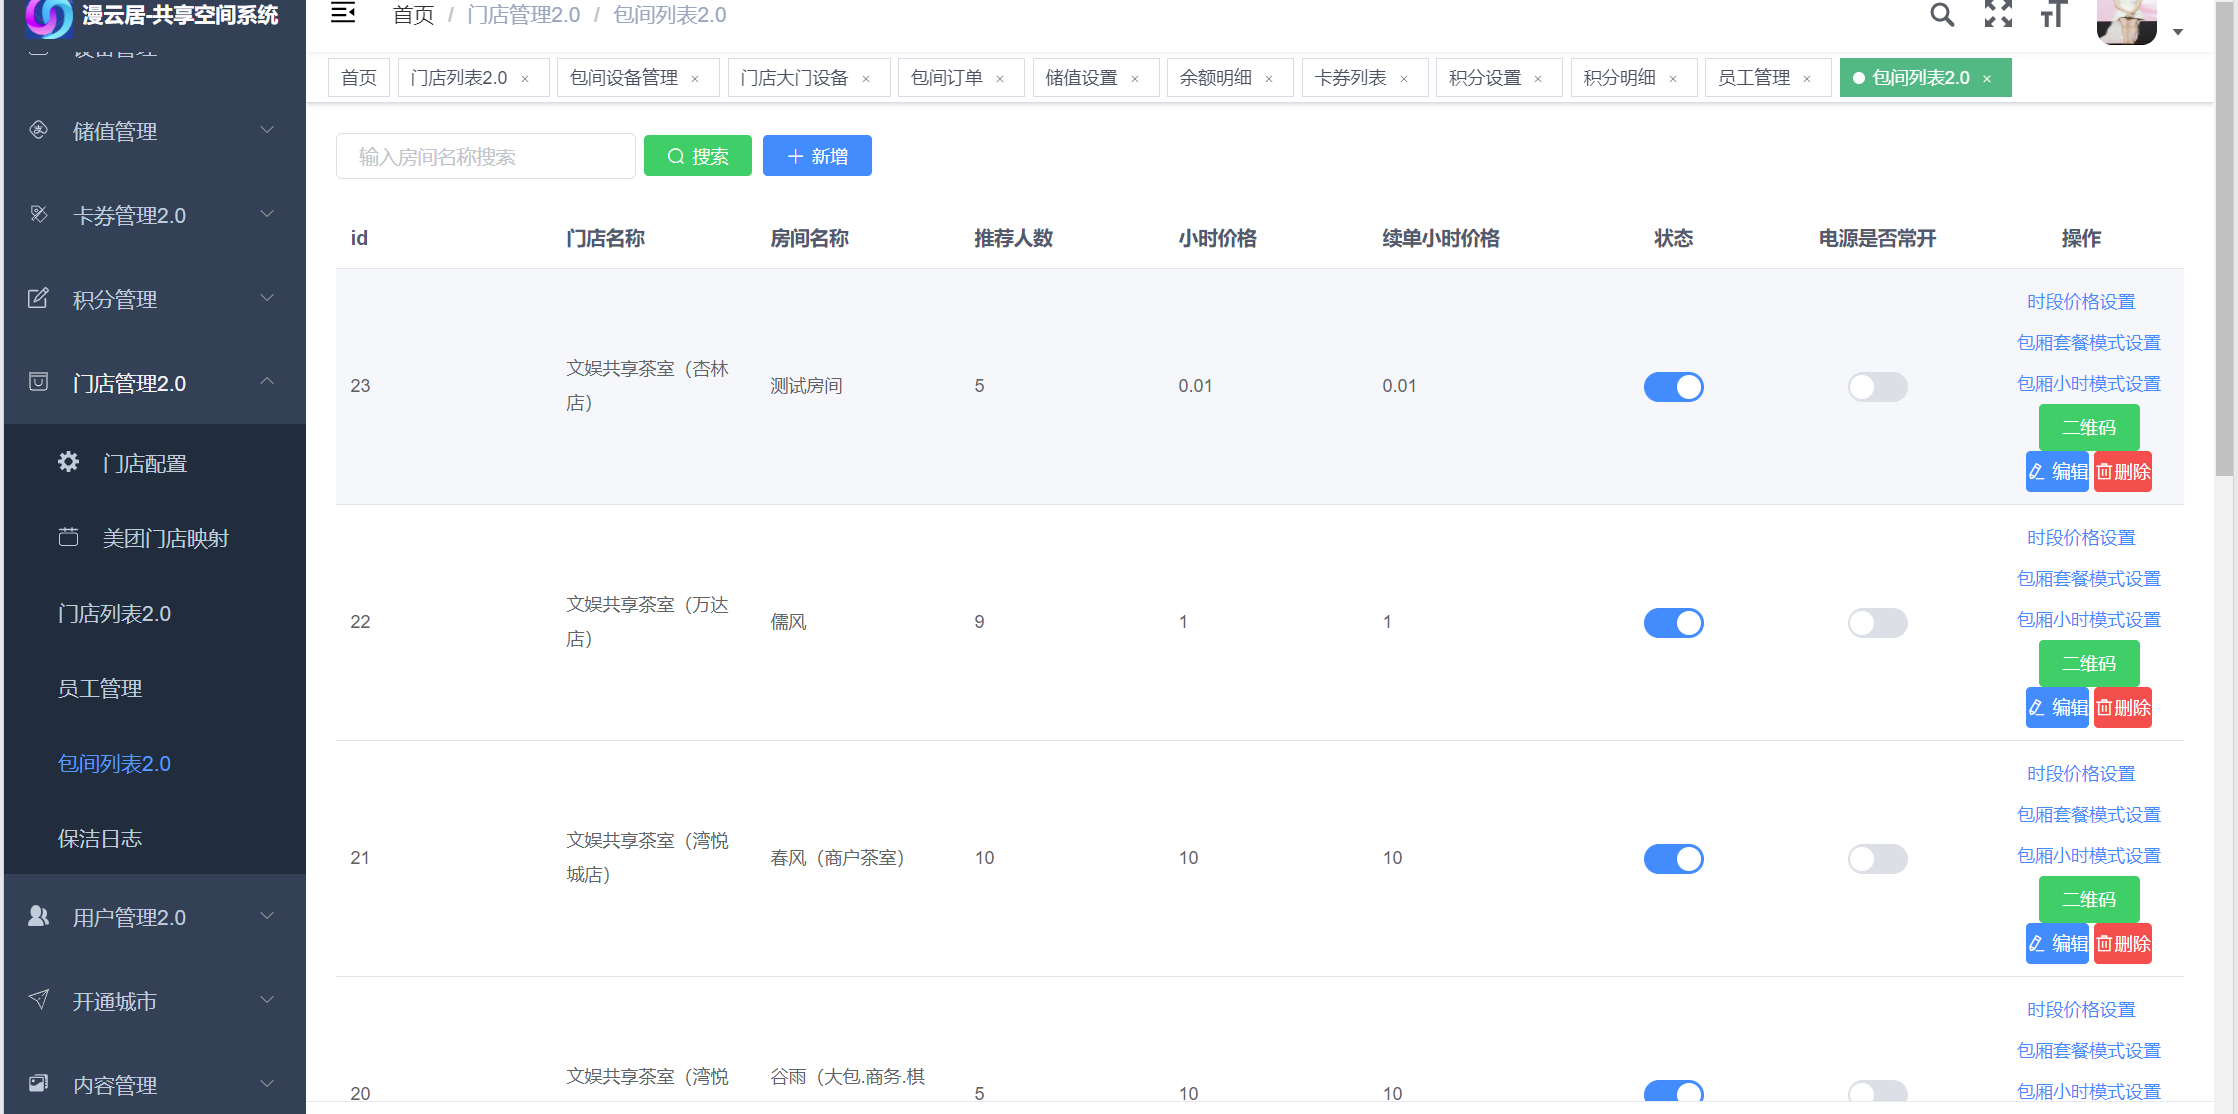 漫云居-共享空间系统
设备管理
储值管理
卡券管理2.0
积分管理
门店管理2.0
门店配置
美团门店映射
门店列表2.0
员工管理
包间列表2.0
保洁日志
用户管理2.0
开通城市
内容管理
首页 / 门店管理2.0 / 包间列表2.0
首页 门店列表2.0 × 包间设备管理 × 门店大门设备 × 包间订单 × 储值设置 × 余额明细 × 卡券列表 × 积分设置 × 积分明细 × 员工管理 × 包间列表2.0 ×
输入房间名称搜索 搜索 新增
id 门店名称 房间名称 推荐人数 小时价格 续单小时价格 状态 电源是否常开 操作
时段价格设置
包厢套餐模式设置
文娱共享茶室（杏林
23 测试房间 5 0.01 0.01 包厢小时模式设置
店）
二维码
编辑 删除
时段价格设置
包厢套餐模式设置
文娱共享茶室（万达
22 儒风 9 1 1 包厢小时模式设置
店）
二维码
编辑 删除
时段价格设置
包厢套餐模式设置
文娱共享茶室（湾悦
21 春风（商户茶室） 10 10 10 包厢小时模式设置
城店）
二维码
编辑 删除
时段价格设置
包厢套餐模式设置
文娱共享茶室（湾悦 谷雨（大包.商务.棋
20 5 10 10 包厢小时模式设置